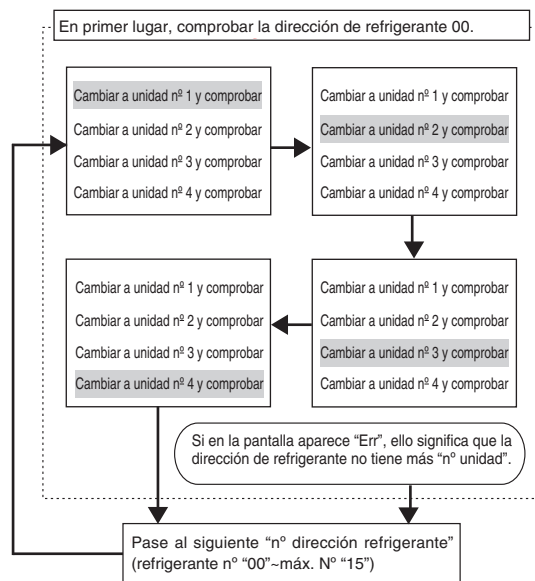 En primer lugar, comprobar la dirección de refrigerante 00.
Cambiar a unidad nº 1 y comprobar
Cambiar a unidad nº 2 y comprobar
Cambiar a unidad nº 3 y comprobar
Cambiar a unidad nº 4 y comprobar
Cambiar a unidad nº 1 y comprobar
Cambiar a unidad nº 2 y comprobar
Cambiar a unidad nº 3 y comprobar
Cambiar a unidad nº 4 y comprobar
Cambiar a unidad nº 1 y comprobar
Cambiar a unidad nº 2 y comprobar
Cambiar a unidad nº 3 y comprobar
Cambiar a unidad nº 4 y comprobar
Cambiar a unidad nº 1 y comprobar
Cambiar a unidad nº 2 y comprobar
Cambiar a unidad nº 3 y comprobar
Cambiar a unidad nº 4 y comprobar
Si en la pantalla aparece “Err”, ello significa que la
dirección de refrigerante no tiene más “nº unidad”.
Pase al siguiente “nº dirección refrigerante”
(refrigerante nº “00”~máx. Nº “15”)